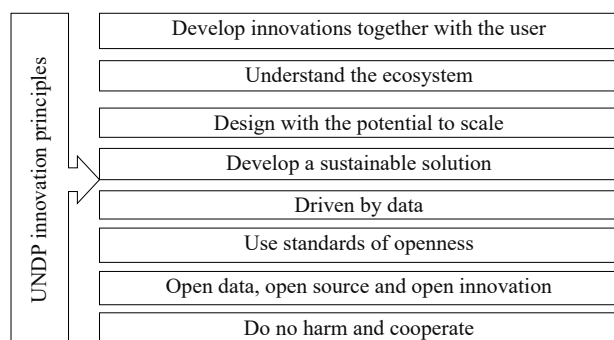 UNDP innovation principles
Develop innovations together with the user
Understand the ecosystem
Design with the potential to scale
Develop a sustainable solution
Driven by data
Use standards of openness
Open data, open source and open innovation
Do no harm and cooperate